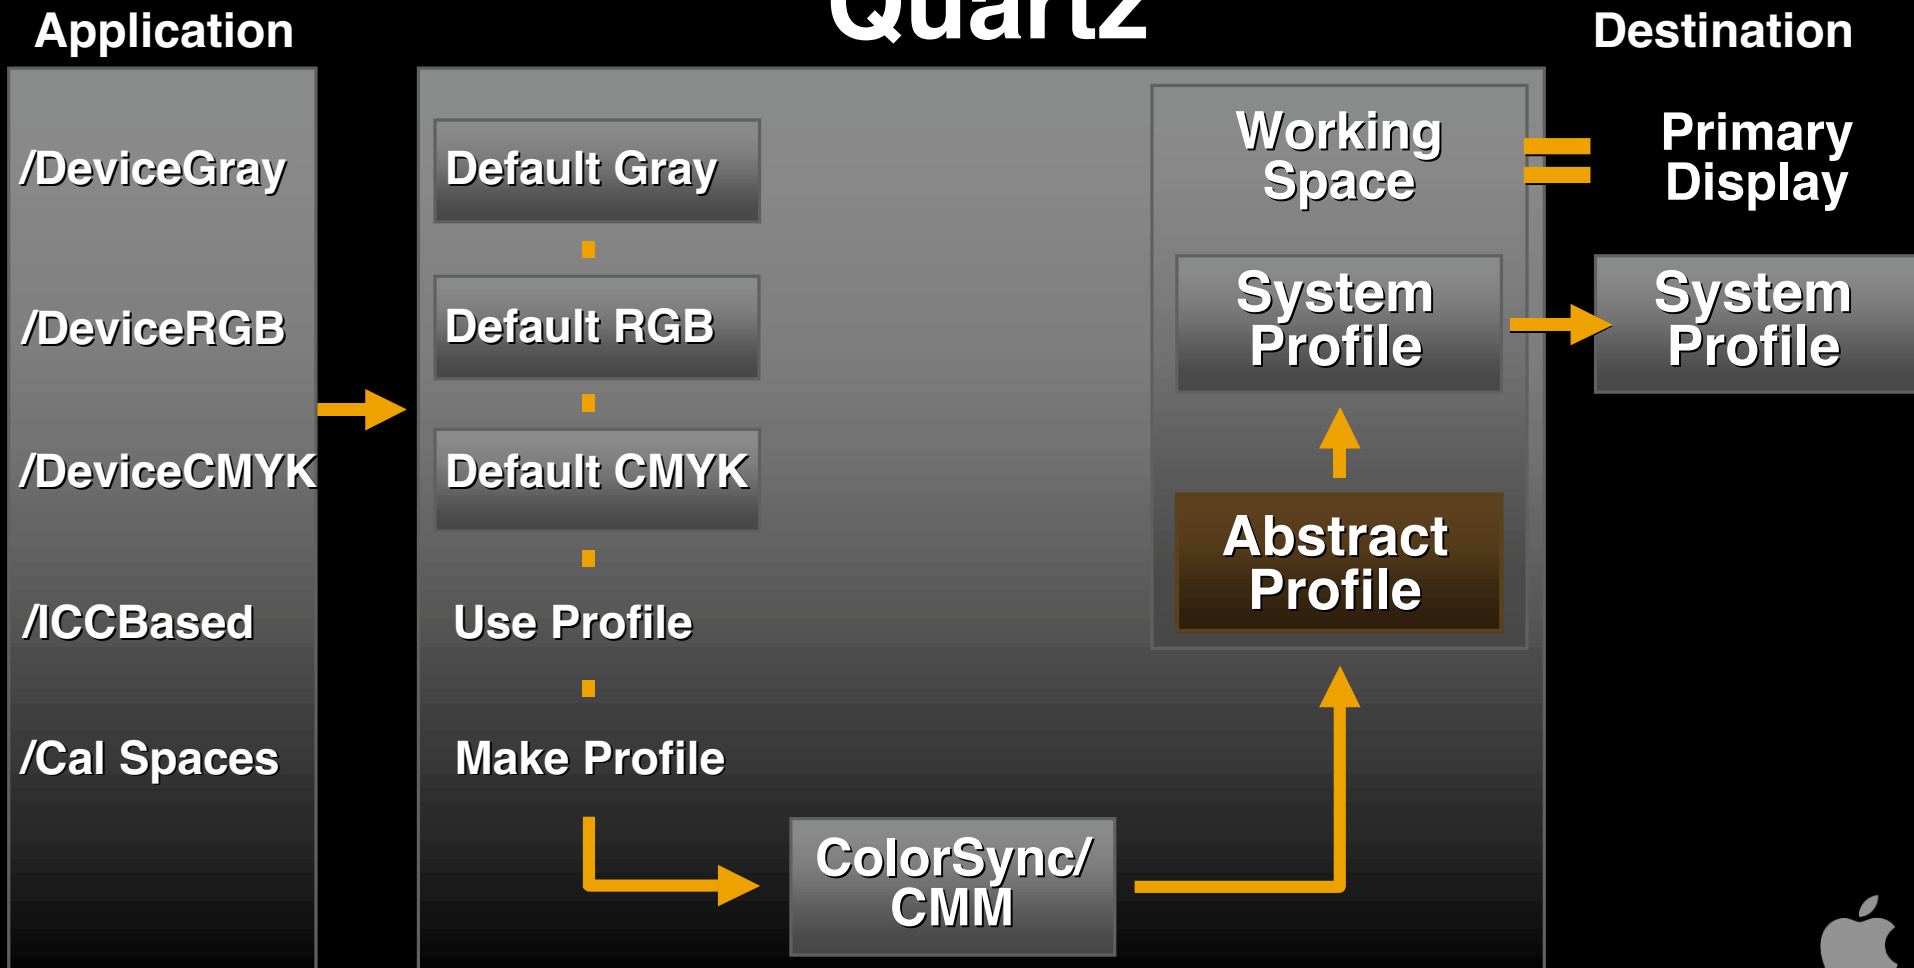 Quartz
Application
/DeviceGray
/DeviceRGB
/DeviceCMYK
/ICCBased
/Cal Spaces
Default Gray
Default RGB
Default CMYK
Use Profile
Make Profile
ColorSync/
CMM
Working
Space
System
Profile
Abstract
Profile
Destination
Primary
Display
System
Profile